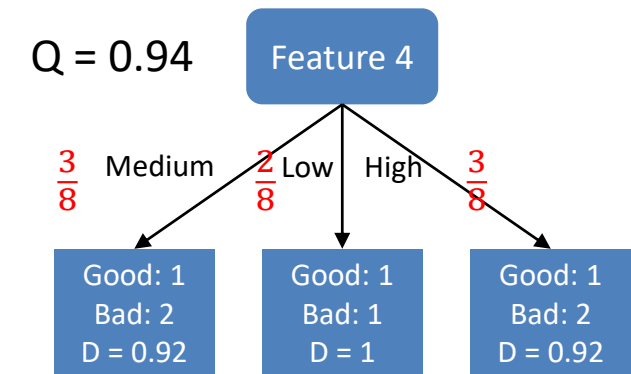 Q = 0.94
Feature 4
3/8 Medium
2/8 Low
High 3/8
Good: 1
Bad: 2
D = 0.92
Good: 1
Bad: 1
D = 1
Good: 1
Bad: 2
D = 0.92